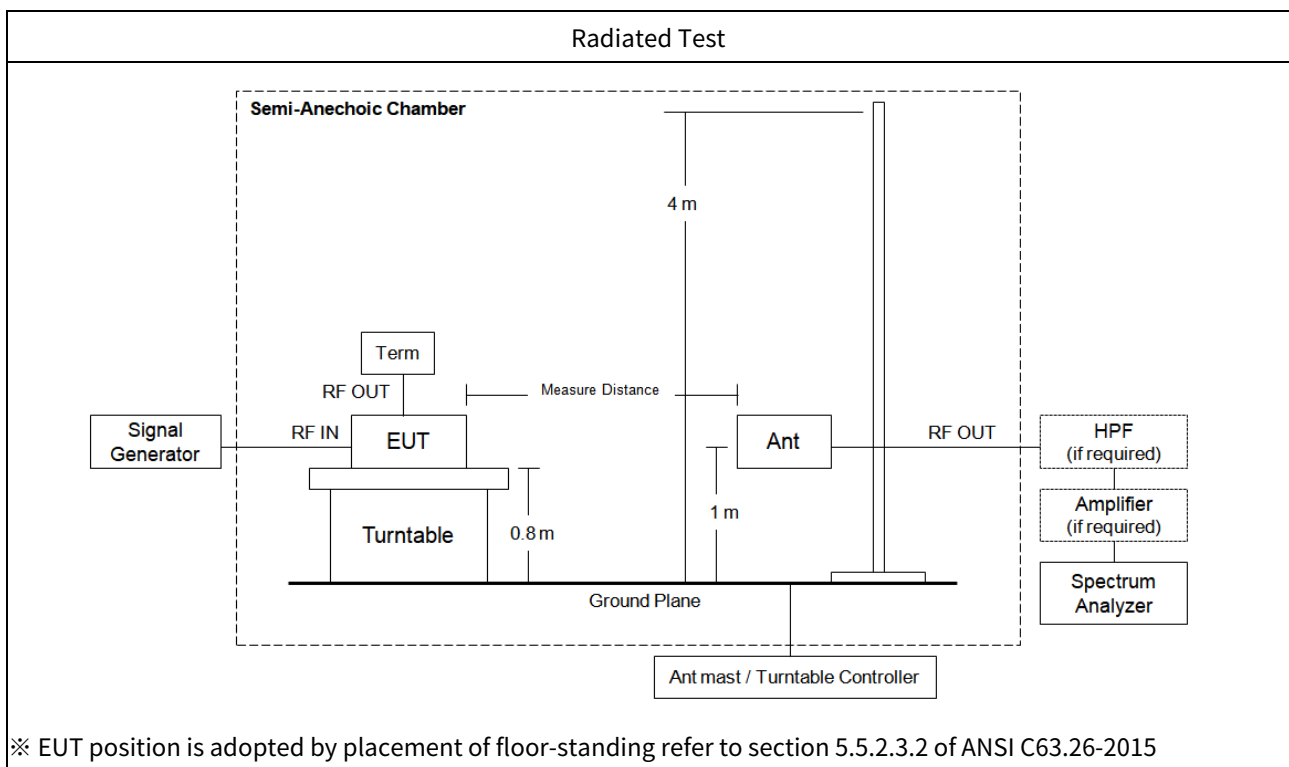 Radiated Test
Semi-Anechoic Chamber
4 m
Term
RF OUT
Measure Distance
Signal
Generator
RF IN
EUT
Ant
RF OUT
HPF
(if required)
1 m
Amplifier
(if required)
Turntable
0.8 m
Spectrum
Analyzer
Ground Plane
Ant mast / Turntable Controller
※ EUT position is adopted by placement of floor-standing refer to section 5.5.2.3.2 of ANSI C63.26-2015